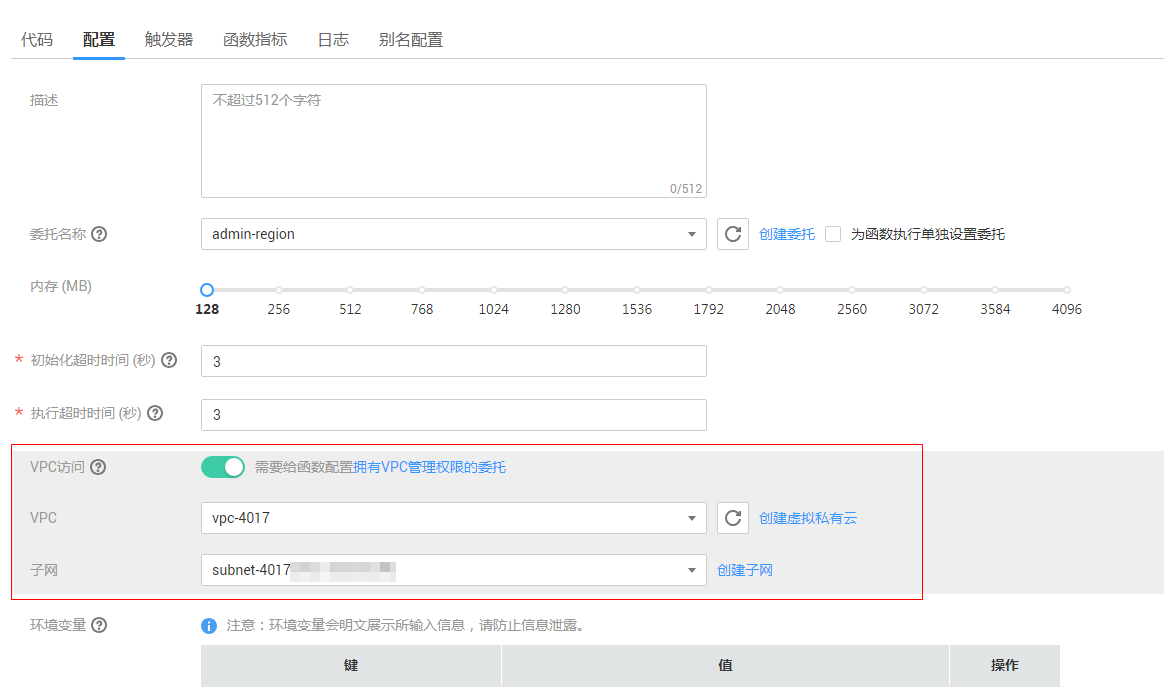 代码 配置 触发器 函数指标 日志 别名配置
描述 不超过512个字符
0/512
委托名称 admin-region 创建委托 为函数执行单独设置委托
内存 (MB)
128 256 512 768 1024 1280 1536 1792 2048 2560 3072 3584 4096
* 初始化超时时间 (秒) 3
* 执行超时时间 (秒) 3
VPC访问 需要给函数配置拥有VPC管理权限的委托
VPC vpc-4017 创建虚拟私有云
子网 subnet-4017 创建子网
环境变量 注意：环境变量会明文展示所输入信息，请防止信息泄露。
键 值 操作